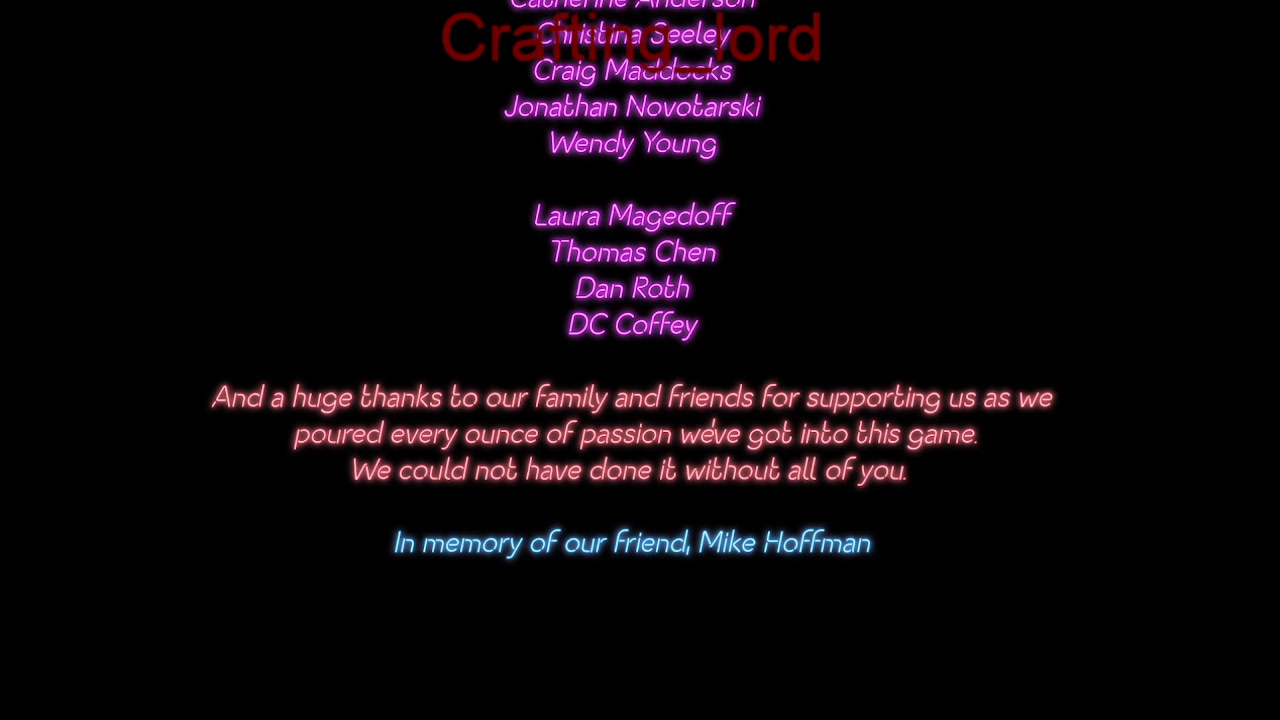 Catherine Anderson
Crafting_lord
Christina Seeley
Craig Maddocks
Jonathan Novotarski
Wendy Young
Laura Magedoff
Thomas Chen
Dan Roth
DC Coffey
And a huge thanks to our family and friends for supporting us as we
poured every ounce of passion we've got into this game.
We could not have done it without all of you.
In memory of our friend, Mike Hoffman